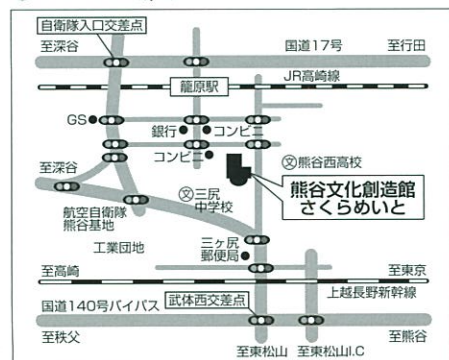 自衛隊入口交差点
至深谷
国道17号
至行田
JR高崎線
籠原駅
GS
銀行
コンビニ
コンビニ
文 熊谷西高校
至深谷
熊谷文化創造館
さくらめいと
文 三尻
中学校
航空自衛隊
熊谷基地
工業団地
三ヶ尻
郵便局
至高崎
至東京
上越長野新幹線
国道140号バイパス
武体西交差点
至秩父
至熊谷
至東松山
至東松山I.C